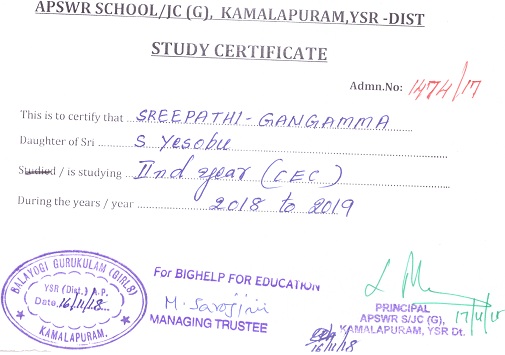 APSWR SCHOOL/JC (G), KAMALAPURAM,YSR -DIST
STUDY CERTIFICATE
Admn.No: 1474/17
This is to certify that SREEPATHI - GANGAMMA
Daughter of Sri S Yesobu
Studied / is studying IInd year (CEC)
During the years / year 2018 to 2019
BALAYOGI GURUKULAM (GIRLS)
YSR (Dist.) A.P.
Date 16/11/18
KAMALAPURAM.
For BIGHELP FOR EDUCATION
M. Sarojini
MANAGING TRUSTEE
16/11/18
PRINCIPAL
APSWR S/JC (G),
KAMALAPURAM, YSR Dt.